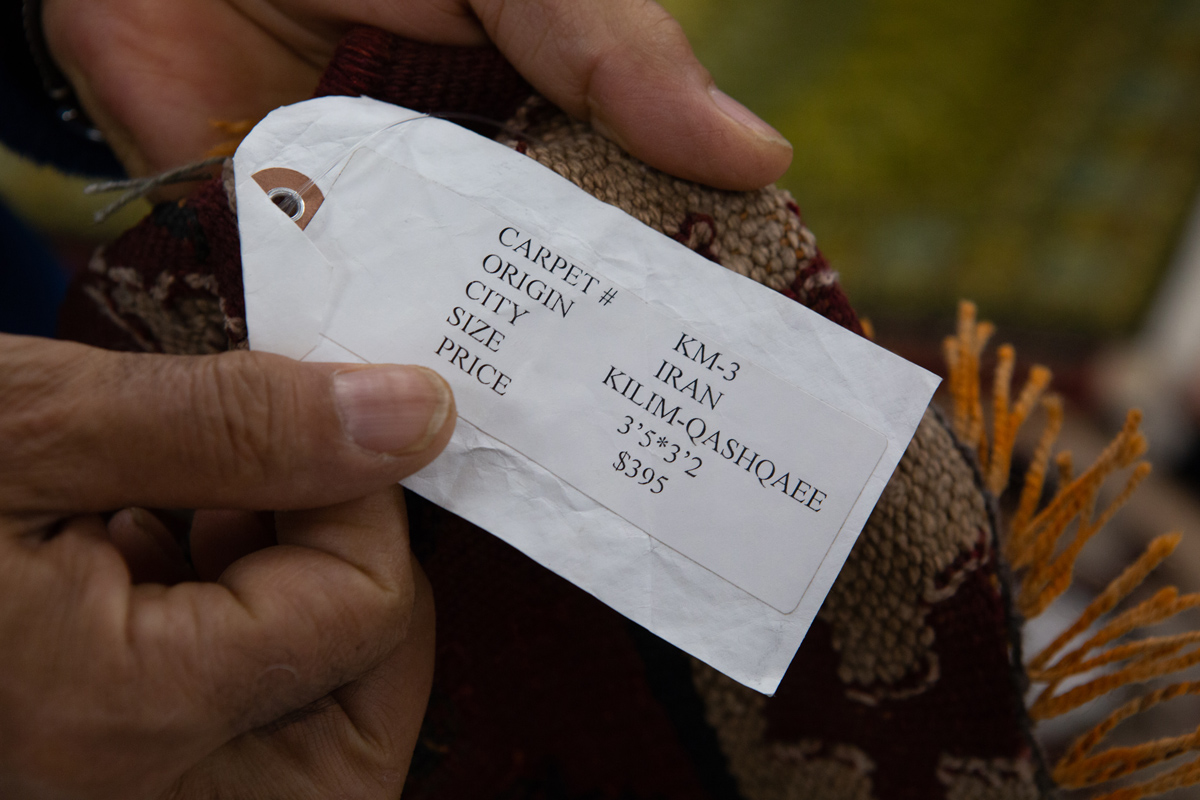 CARPET # KM-3
ORIGIN IRAN
CITY KILIM-QASHQAEE
SIZE 3’5*3’2
PRICE $395